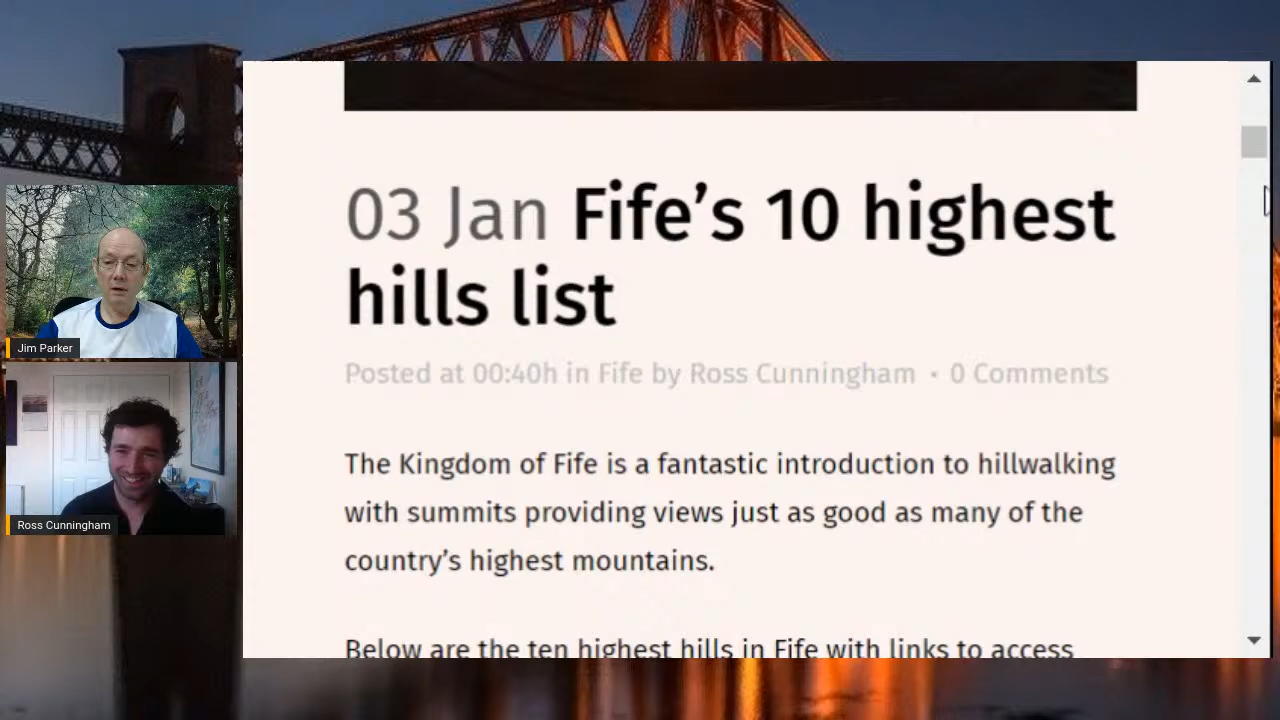 03 Jan Fife’s 10 highest
hills list
Posted at 00:40h in Fife by Ross Cunningham • 0 Comments
The Kingdom of Fife is a fantastic introduction to hillwalking
with summits providing views just as good as many of the
country’s highest mountains.
Below are the ten highest hills in Fife with links to access
Jim Parker
Ross Cunningham